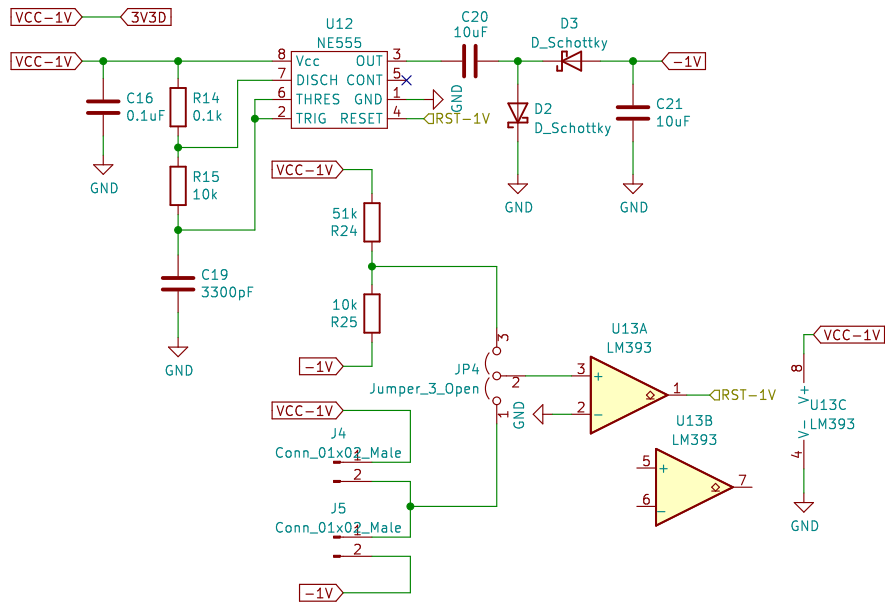 VCC-1V 3V3D
VCC-1V
C16
0.1uF
GND
R14
0.1k
R15
10k
C19
3300pF
GND
U12
NE555
8 Vcc OUT 3
7 DISCH CONT 5
6 THRES GND 1
2 TRIG RESET 4
GND
RST-1V
C20
10uF
D3
D_Schottky
-1V
D2
D_Schottky
GND
C21
10uF
GND
VCC-1V
51k
R24
10k
R25
-1V
JP4
Jumper_3_Open
3
2
1
GND
U13A
LM393
3 +
2 −
1
RST-1V
U13B
LM393
5 +
6 −
7
VCC-1V
8
V+
U13C
LM393
V−
4
GND
VCC-1V
J4
Conn_01x02_Male
1
2
J5
Conn_01x02_Male
1
2
-1V